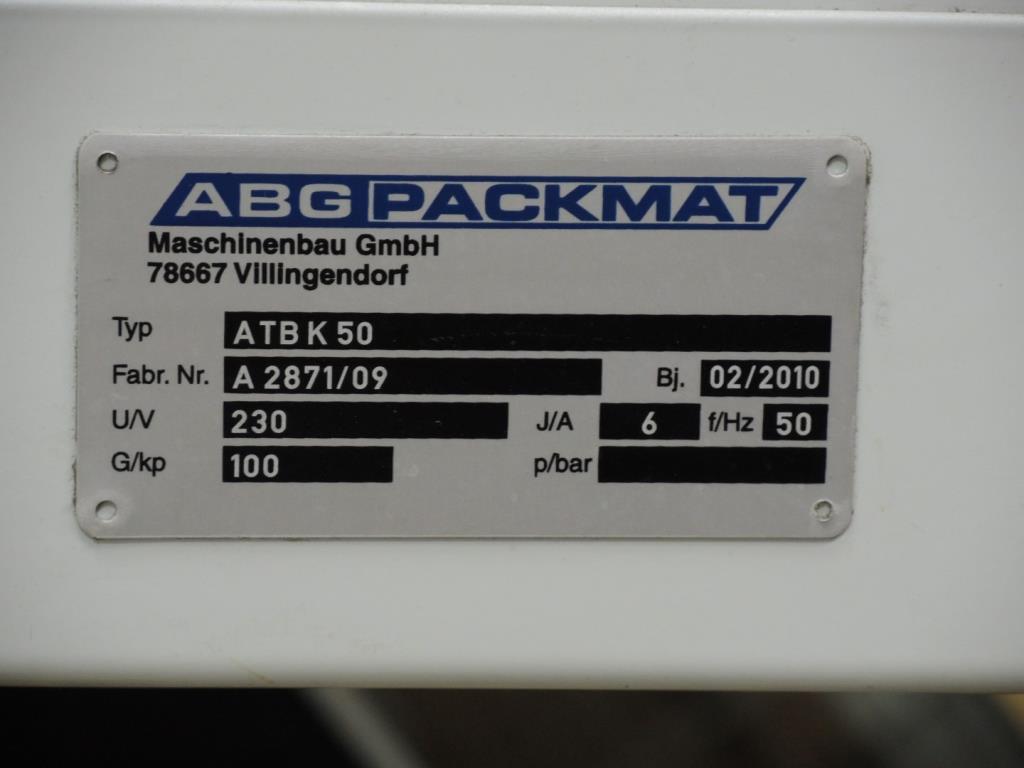 ABG PACKMAT
Maschinenbau GmbH
78667 Villingendorf
Typ ATB K 50
Fabr. Nr. A 2871/09 Bj. 02/2010
U/V 230 J/A 6 f/Hz 50
G/kp 100 p/bar